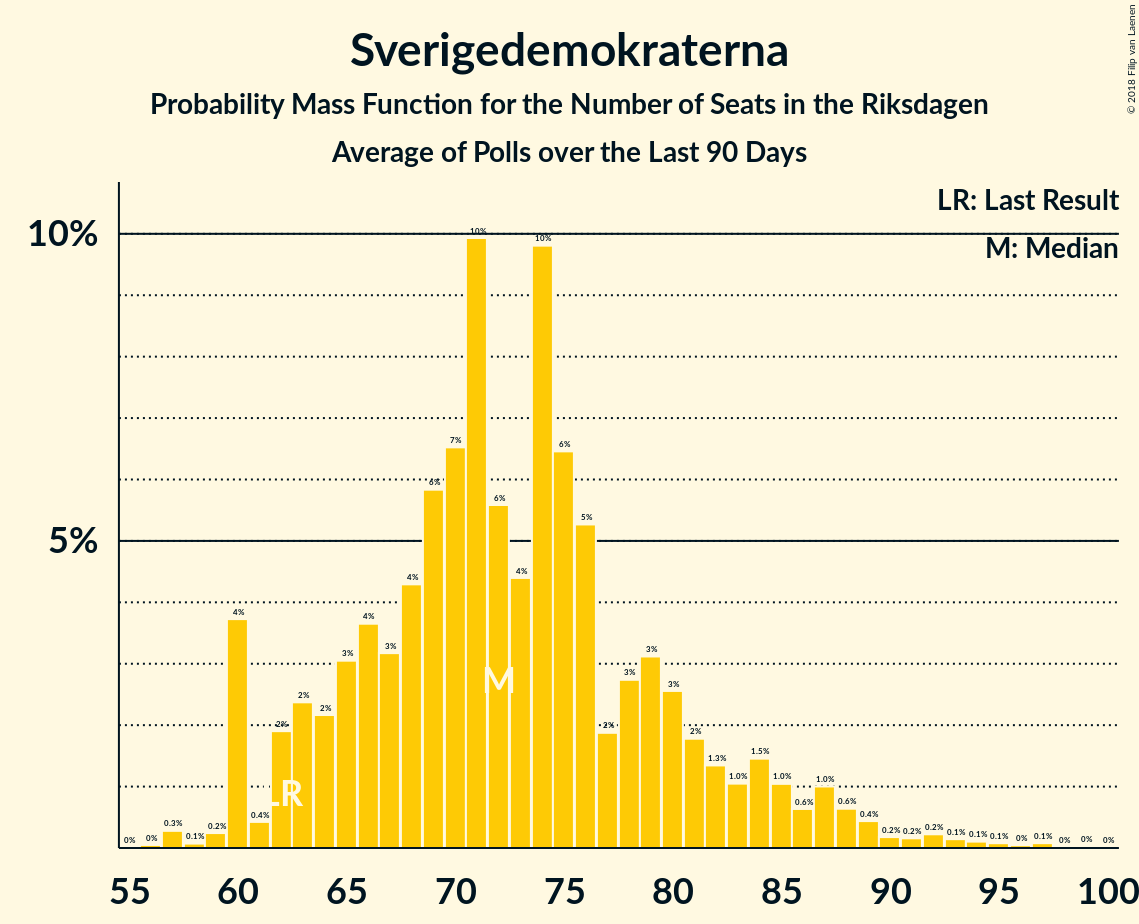 Sverigedemokraterna
Probability Mass Function for the Number of Seats in the Riksdagen
Average of Polls over the Last 90 Days
© 2018 Filip van Laenen
LR: Last Result
M: Median
10%
5%
0% 0% 0.3% 0.1% 0.2% 4% 0.4% 2% 2% 2% 3% 4% 3% 4% 6% 7% 10% 6% 4% 10% 6% 5% 2% 3% 3% 3% 2% 1.3% 1.0% 1.5% 1.0% 0.6% 1.0% 0.6% 0.4% 0.2% 0.2% 0.2% 0.1% 0.1% 0.1% 0% 0.1% 0% 0% 0%
M
LR
55 60 65 70 75 80 85 90 95 100